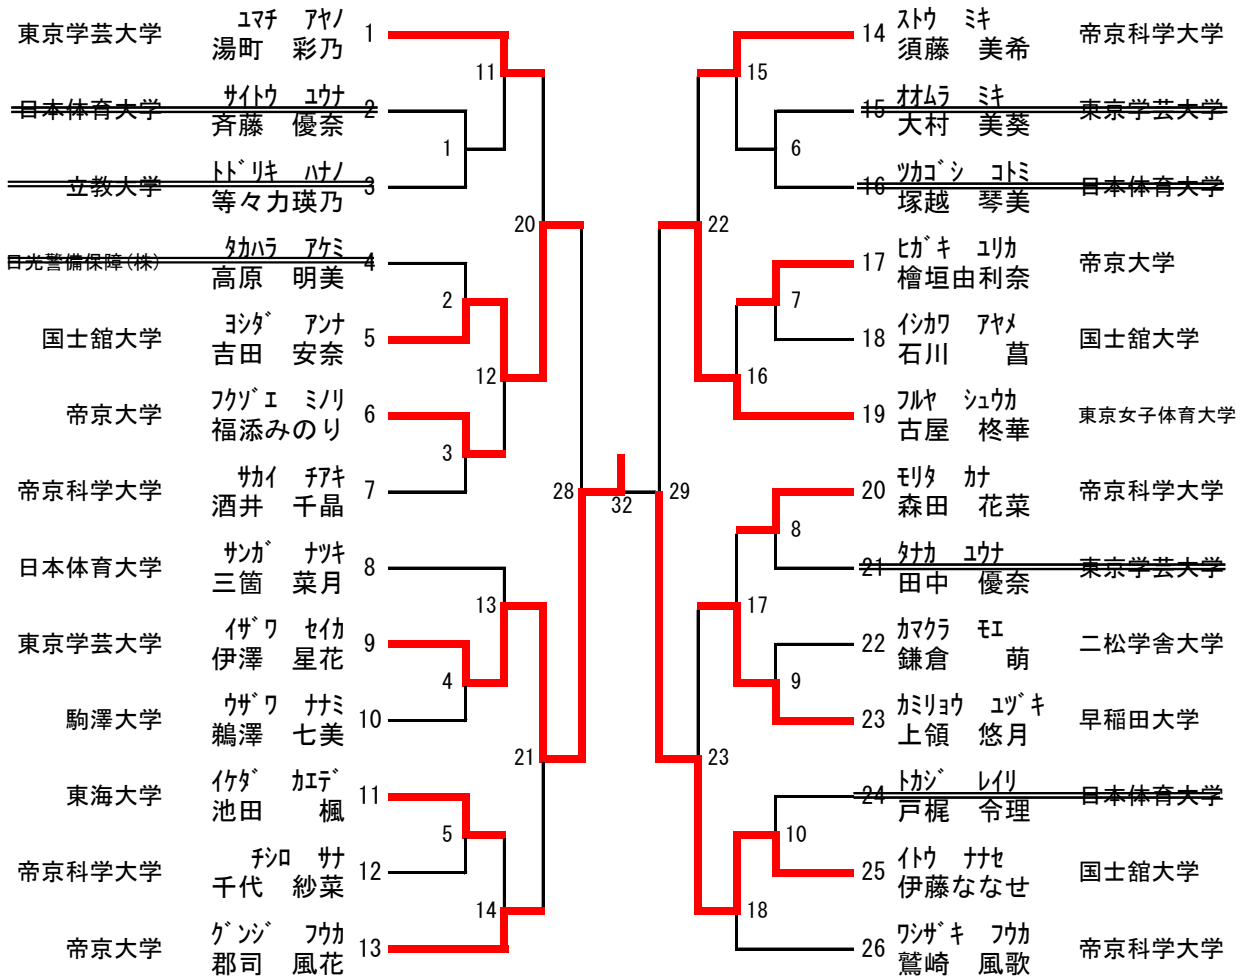 ユマチ　アヤノ
東京学芸大学 湯町　彩乃 1
サイトウ　ユウナ
日本体育大学 斉藤　優奈 2
トドリキ　ハナノ
立教大学 等々力瑛乃 3
タカハラ　アケミ
日光警備保障(株) 高原　明美 4
ヨシダ　アンナ
国士舘大学 吉田　安奈 5
フクゾエ　ミノリ
帝京大学 福添みのり 6
サカイ　チアキ
帝京科学大学 酒井　千晶 7
サンガ　ナツキ
日本体育大学 三箇　菜月 8
イザワ　セイカ
東京学芸大学 伊澤　星花 9
ウザワ　ナナミ
駒澤大学 鵜澤　七美 10
イケダ　カエデ
東海大学 池田　楓 11
チシロ　サナ
帝京科学大学 千代　紗菜 12
グンジ　フウカ
帝京大学 郡司　風花 13
11
1
20
2
12
3
28
13
4
21
5
14
32
15
6
22
7
16
29
8
17
9
23
10
18
ストウ　ミキ
14 須藤　美希 帝京科学大学
オオムラ　ミキ
15 大村　美葵 東京学芸大学
ツカゴシ　コトミ
16 塚越　琴美 日本体育大学
ヒガキ　ユリカ
17 檜垣由利奈 帝京大学
イシカワ　アヤメ
18 石川　菖 国士舘大学
フルヤ　シュウカ
19 古屋　柊華 東京女子体育大学
モリタ　カナ
20 森田　花菜 帝京科学大学
タナカ　ユウナ
21 田中　優奈 東京学芸大学
カマクラ　モエ
22 鎌倉　萌 二松学舎大学
カミリョウ　ユヅキ
23 上領　悠月 早稲田大学
トカジ　レイリ
24 戸梶　令理 日本体育大学
イトウ　ナナセ
25 伊藤ななせ 国士舘大学
ワシザキ　フウカ
26 鷲崎　風歌 帝京科学大学